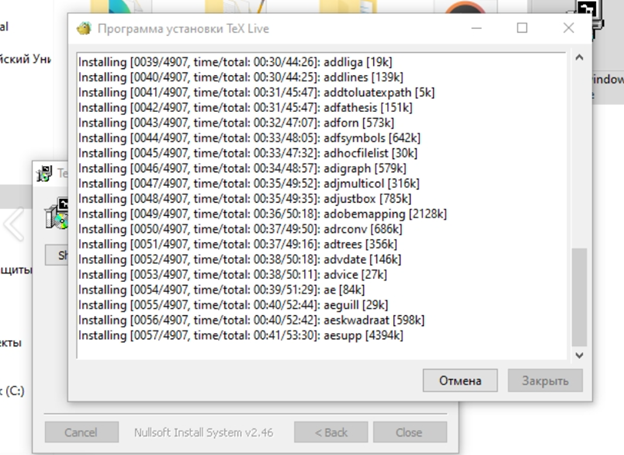 al
Программа установки TeX Live
Installing [0039/4907, time/total: 00:30/44:26]: addliga [19k]
Installing [0040/4907, time/total: 00:30/44:25]: addlines [139k]
Installing [0041/4907, time/total: 00:31/45:47]: addtoluatexpath [5k]
Installing [0042/4907, time/total: 00:31/45:47]: adfathesis [151k]
Installing [0043/4907, time/total: 00:32/47:07]: adforn [573k]
Installing [0044/4907, time/total: 00:33/48:05]: adfsymbols [642k]
Installing [0045/4907, time/total: 00:33/47:32]: adhocfilelist [30k]
Installing [0046/4907, time/total: 00:34/48:57]: adigraph [579k]
Installing [0047/4907, time/total: 00:35/49:52]: adjmulticol [316k]
Installing [0048/4907, time/total: 00:35/49:35]: adjustbox [785k]
Installing [0049/4907, time/total: 00:36/50:18]: adobemapping [2128k]
Installing [0050/4907, time/total: 00:37/49:50]: adrconv [686k]
Installing [0051/4907, time/total: 00:37/49:16]: adtrees [356k]
Installing [0052/4907, time/total: 00:38/50:18]: advdate [146k]
Installing [0053/4907, time/total: 00:38/50:11]: advice [27k]
Installing [0054/4907, time/total: 00:39/51:29]: ae [84k]
Installing [0055/4907, time/total: 00:40/52:44]: aeguill [29k]
Installing [0056/4907, time/total: 00:40/52:42]: aeskwadraat [598k]
Installing [0057/4907, time/total: 00:41/53:30]: aesupp [4394k]
Отмена
Закрыть
йский Уни
window
e
Te
Sh
ащиты
екты
к (C:)
Cancel
Nullsoft Install System v2.46
< Back
Close